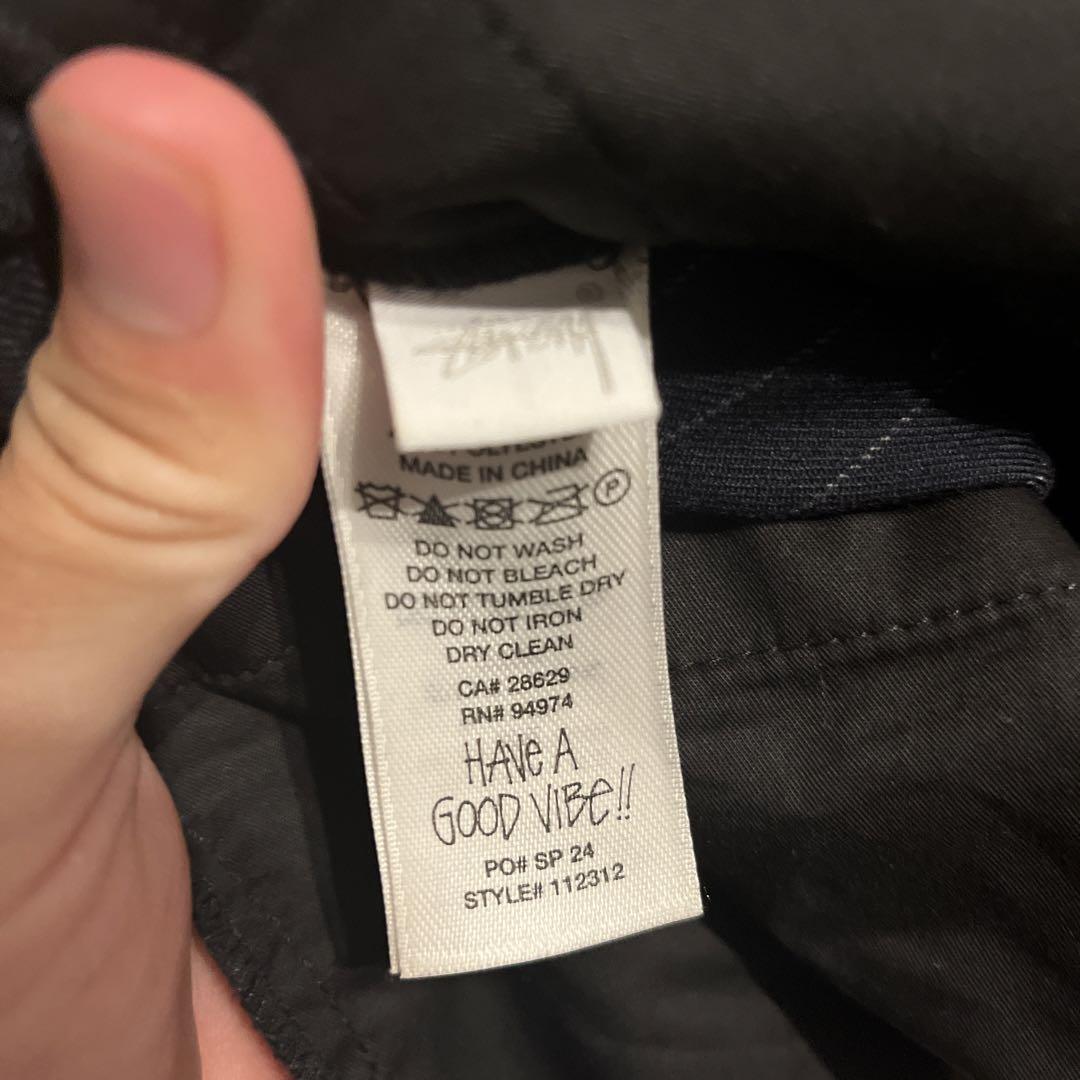 MADE IN CHINA
P
DO NOT WASH
DO NOT BLEACH
DO NOT TUMBLE DRY
DO NOT IRON
DRY CLEAN
CA# 28629
RN# 94974
HAVE A
GOOD VIBE!!
PO# SP 24
STYLE# 112312